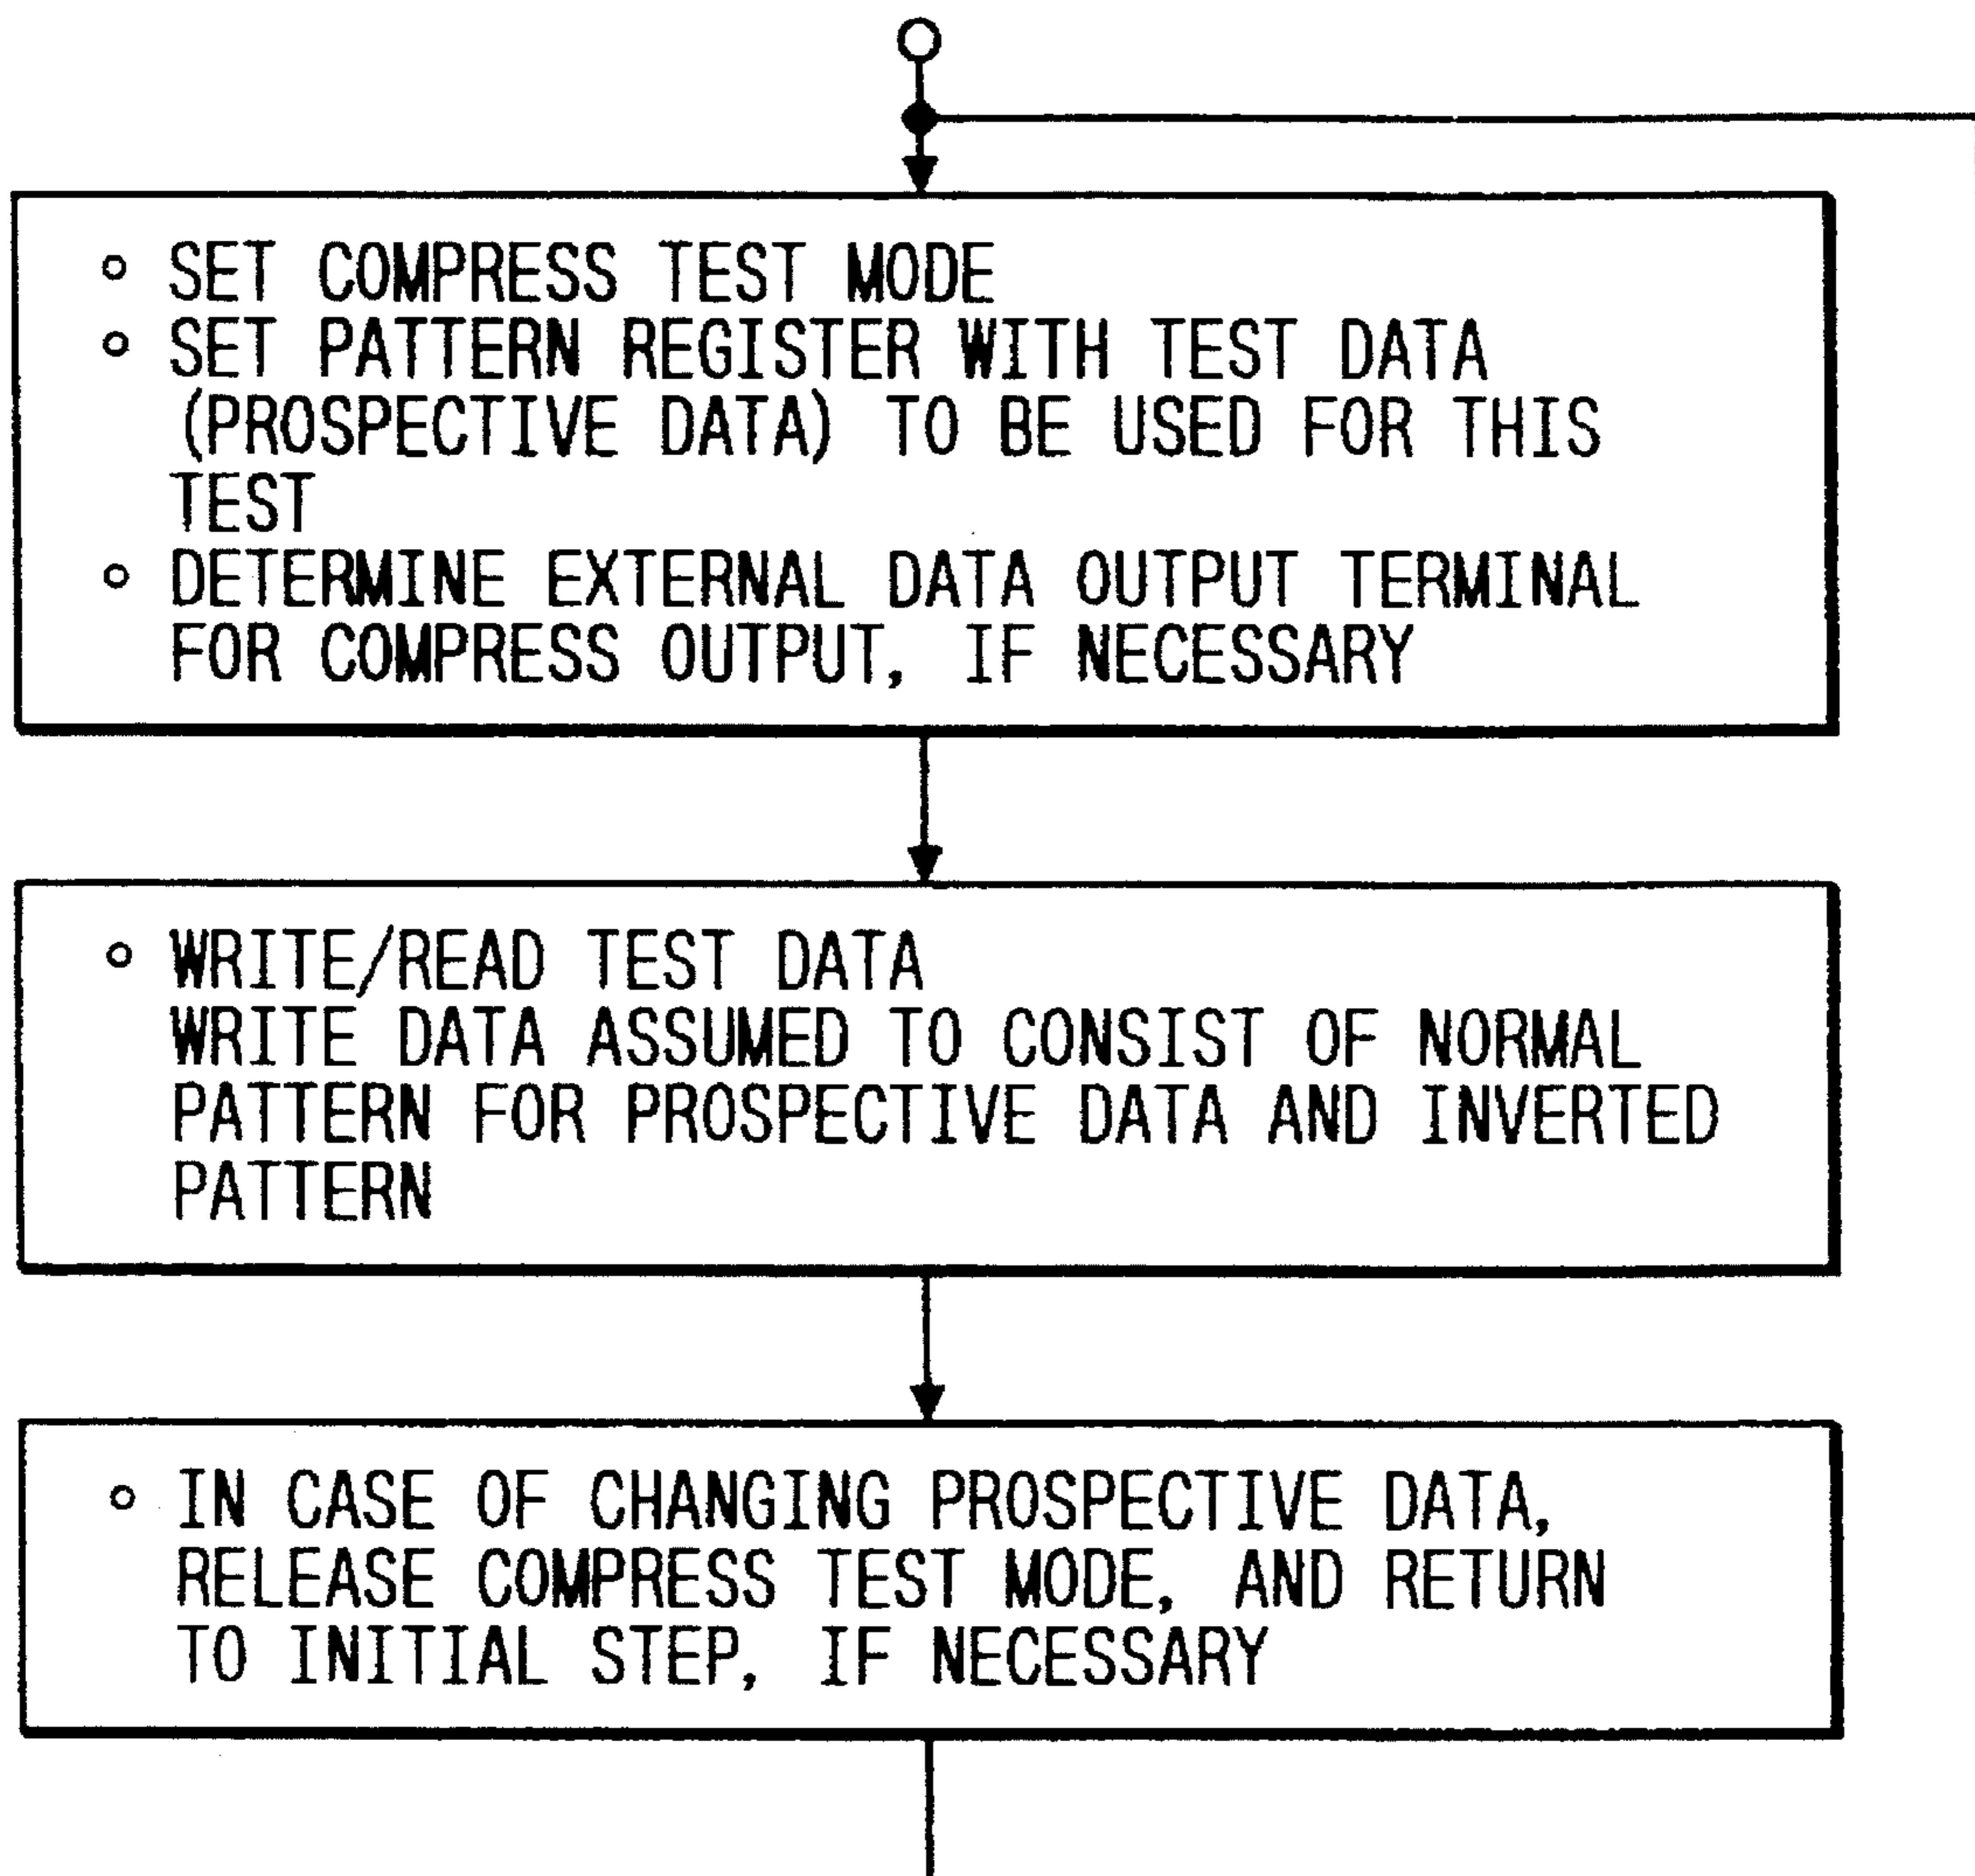 ◦ SET COMPRESS TEST MODE
◦ SET PATTERN REGISTER WITH TEST DATA
(PROSPECTIVE DATA) TO BE USED FOR THIS
TEST
◦ DETERMINE EXTERNAL DATA OUTPUT TERMINAL
FOR COMPRESS OUTPUT, IF NECESSARY
◦ WRITE/READ TEST DATA
WRITE DATA ASSUMED TO CONSIST OF NORMAL
PATTERN FOR PROSPECTIVE DATA AND INVERTED
PATTERN
◦ IN CASE OF CHANGING PROSPECTIVE DATA,
RELEASE COMPRESS TEST MODE, AND RETURN
TO INITIAL STEP, IF NECESSARY